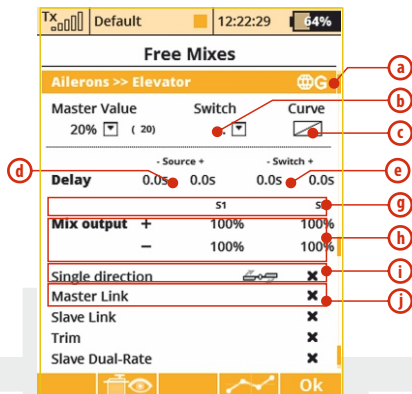 Tx Default 12:22:29 64%
Free Mixes
Ailerons >> Elevator G
Master Value Switch Curve
20% ( 20)
- Source + - Switch +
Delay 0.0s 0.0s 0.0s 0.0s
S1 S
Mix output + 100% 100%
− 100% 100%
Single direction
Master Link
Slave Link
Trim
Slave Dual-Rate
Ok
a
b
c
d
e
g
h
i
j